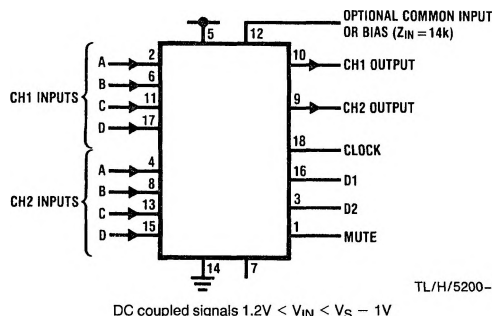 OPTIONAL COMMON INPUT
OR BIAS (ZIN = 14k)
5
12
CH1 INPUTS
A 2
B 6
C 11
D 17
CH2 INPUTS
A 4
B 8
C 13
D 15
10 CH1 OUTPUT
9 CH2 OUTPUT
18 CLOCK
16 D1
3 D2
1 MUTE
14
7
TL/H/5200-
DC coupled signals 1.2V < VIN < VS − 1V